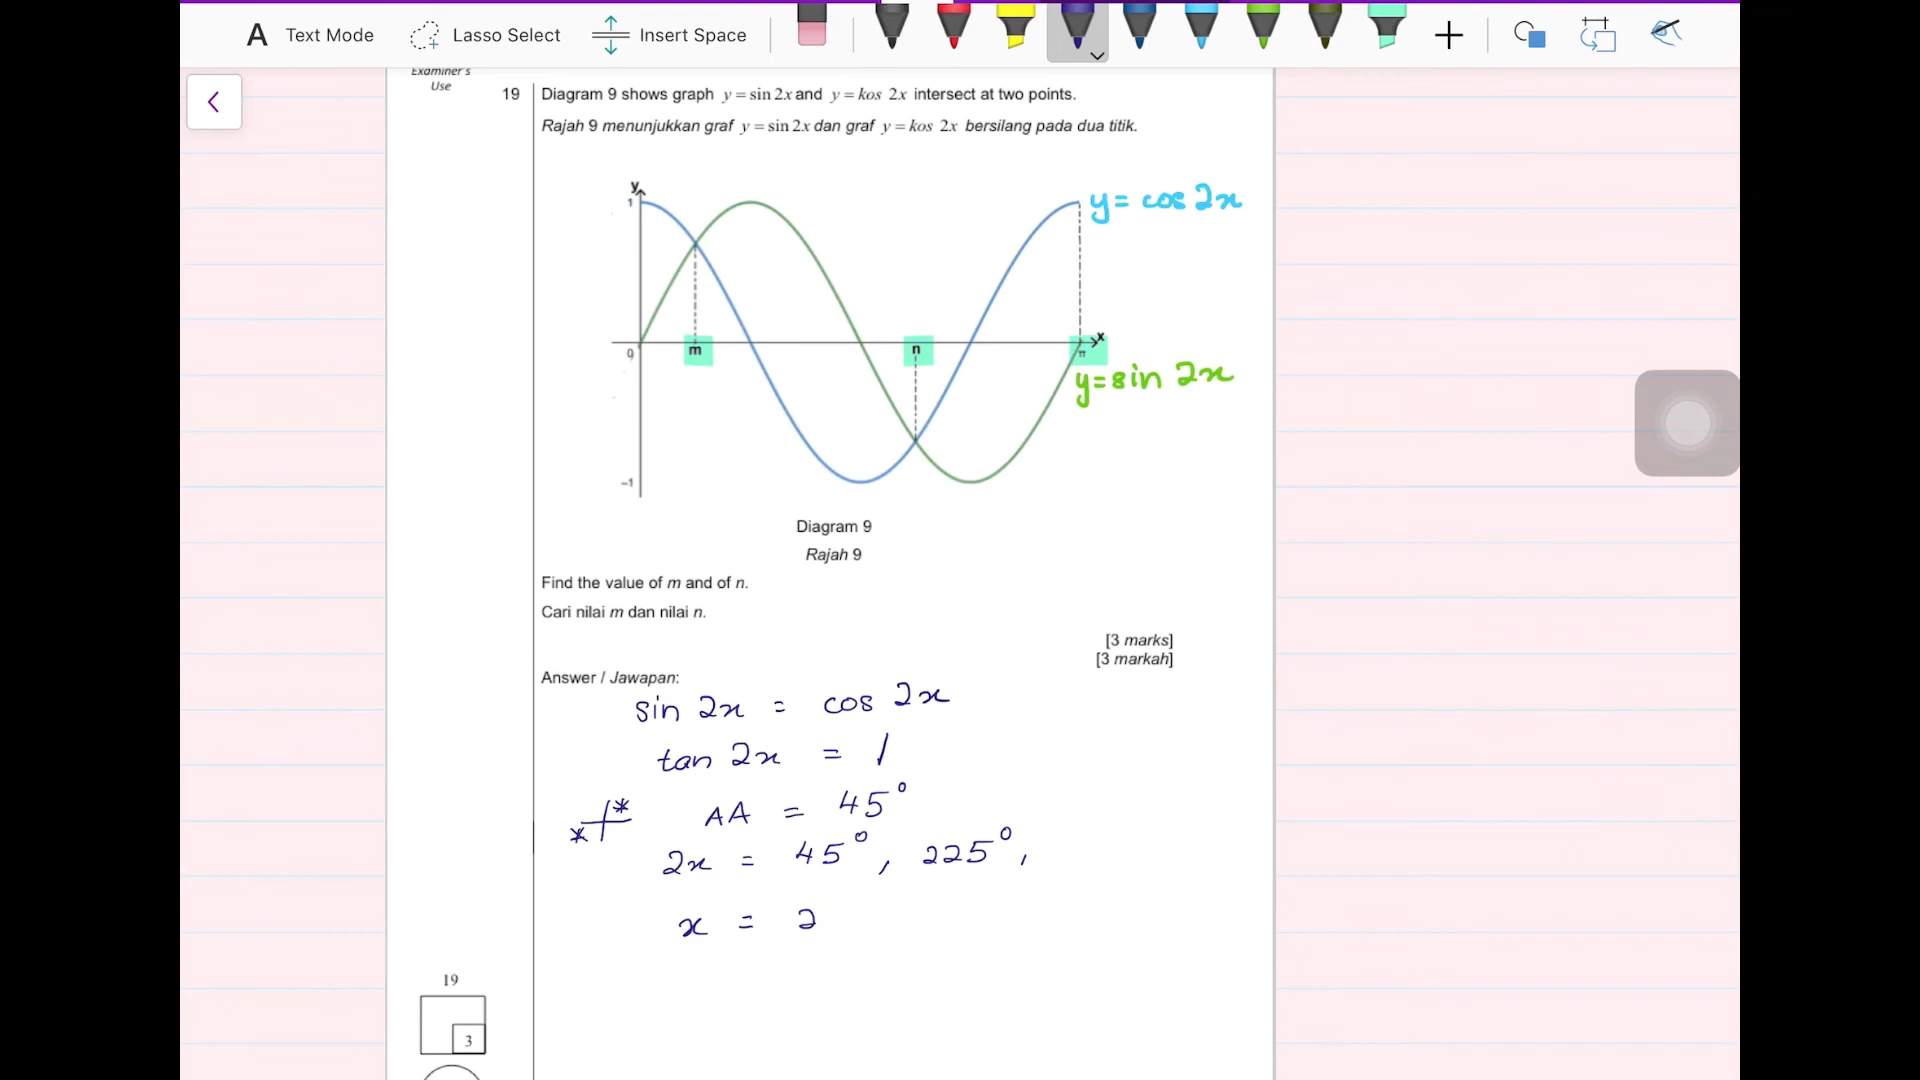 A Text Mode Lasso Select Insert Space
Examiner's
Use
19 Diagram 9 shows graph y = sin 2x and y = kos 2x intersect at two points.
Rajah 9 menunjukkan graf y = sin 2x dan graf y = kos 2x bersilang pada dua titik.
y
1
y = cos 2x
x
0
m
n
π
y = sin 2x
-1
Diagram 9
Rajah 9
Find the value of m and of n.
Cari nilai m dan nilai n.
[3 marks]
[3 markah]
Answer / Jawapan:
sin 2x = cos 2x
tan 2x = 1
AA = 45°
2x = 45°, 225°,
x = 2
19
3